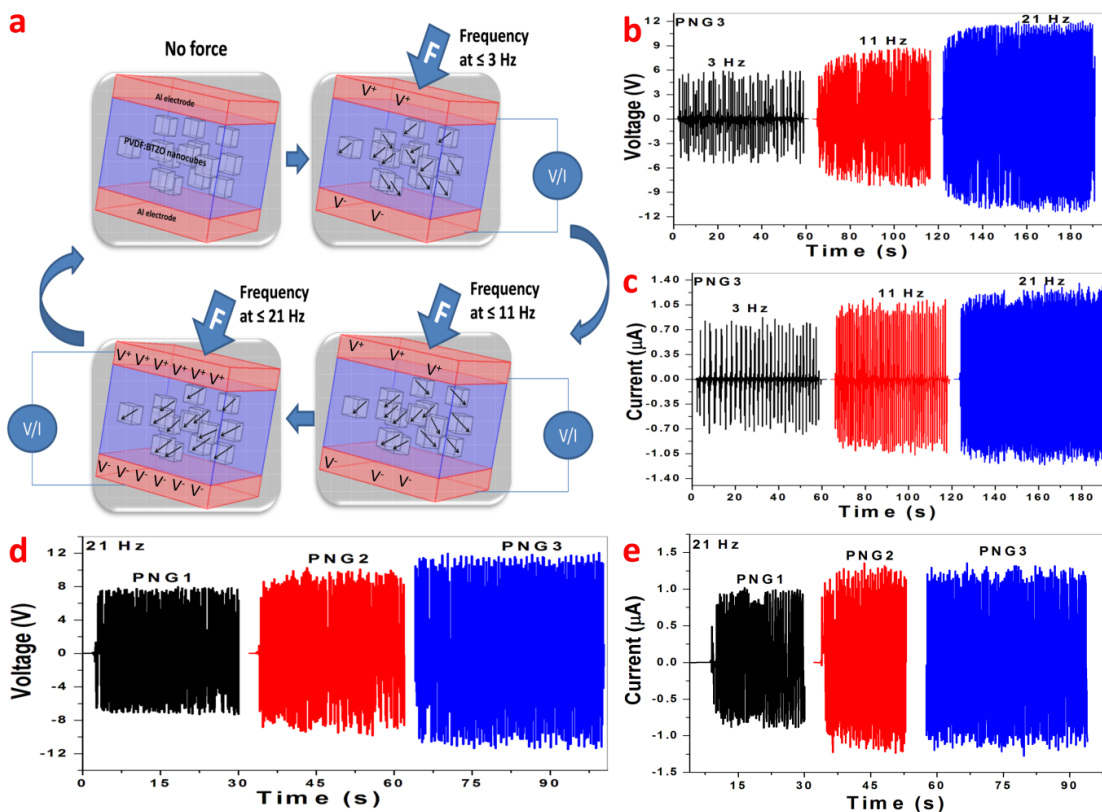 a
No force
Al electrode
PVDF:BTZO nanocubes
Al electrode
F
Frequency
at ≤ 3 Hz
V⁺ V⁺
V⁻ V⁻
V/I
F
Frequency
at ≤ 21 Hz
V⁺ V⁺ V⁺ V⁺ V⁺ V⁺
V⁻ V⁻ V⁻ V⁻ V⁻ V⁻
V/I
F
Frequency
at ≤ 11 Hz
V⁺ V⁺ V⁺
V⁻ V⁻ V⁻
V/I
b
PNG3
3 Hz
11 Hz
21 Hz
Voltage (V)
12
9
6
3
0
-3
-6
-9
-12
0 20 40 60 80 100 120 140 160 180
Time (s)
c
PNG3
3 Hz
11 Hz
21 Hz
Current (µA)
1.40
1.05
0.70
0.35
0.00
-0.35
-0.70
-1.05
-1.40
0 20 40 60 80 100 120 140 160 180
Time (s)
d
21 Hz
PNG1
PNG2
PNG3
Voltage (V)
12
8
4
0
-4
-8
-12
0 15 30 45 60 75 90
Time (s)
e
21 Hz
PNG1
PNG2
PNG3
Current (µA)
1.5
1.0
0.5
0.0
-0.5
-1.0
-1.5
15 30 45 60 75 90
Time (s)